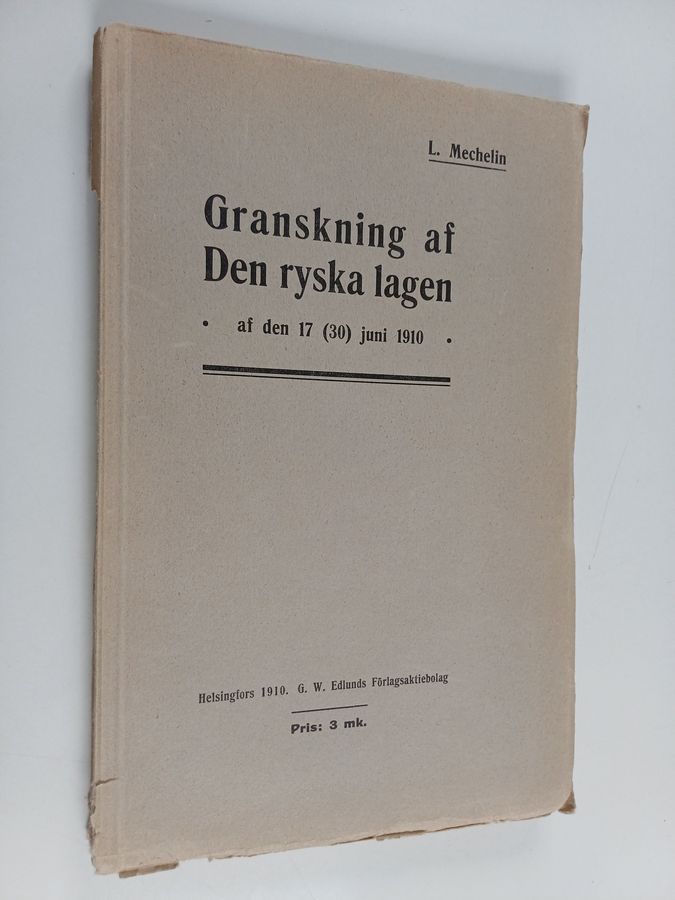 L. Mechelin
Granskning af
Den ryska lagen
• af den 17 (30) juni 1910 •
Helsingfors 1910. G. W. Edlunds Förlagsaktiebolag
Pris: 3 mk.